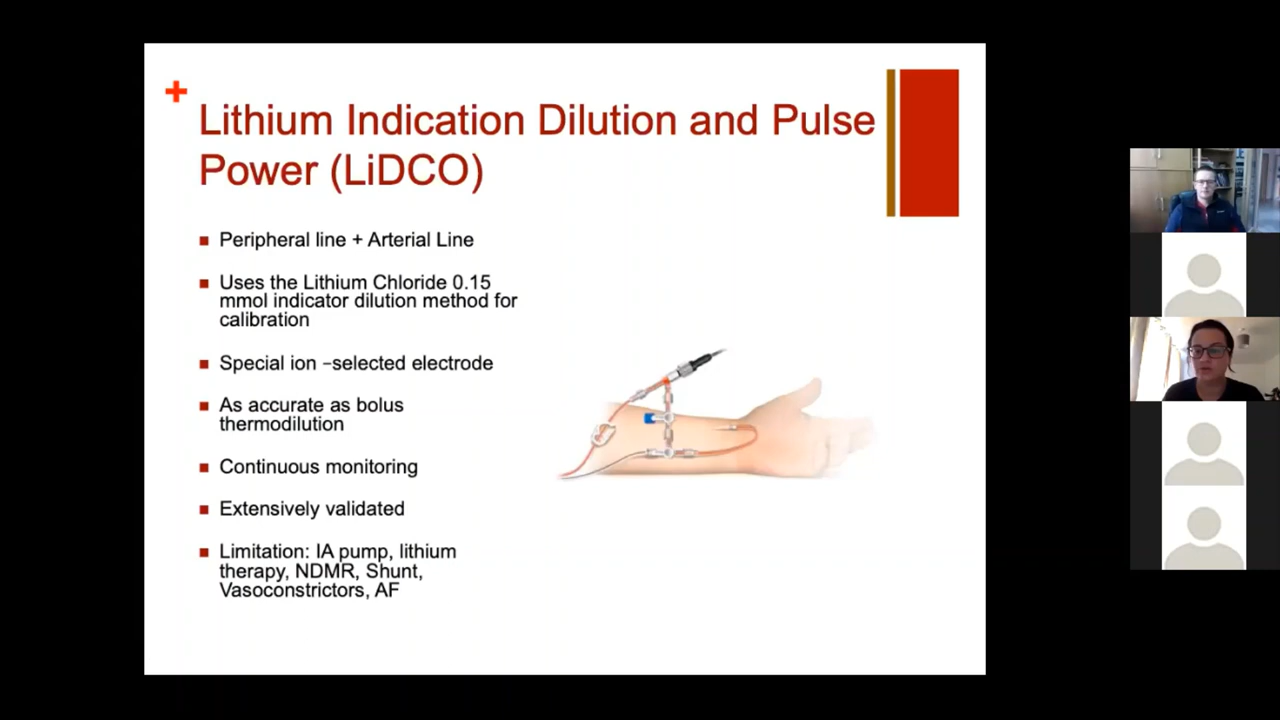 Lithium Indication Dilution and Pulse
Power (LiDCO)
Peripheral line + Arterial Line
Uses the Lithium Chloride 0.15
mmol indicator dilution method for
calibration
Special ion –selected electrode
As accurate as bolus
thermodilution
Continuous monitoring
Extensively validated
Limitation: IA pump, lithium
therapy, NDMR, Shunt,
Vasoconstrictors, AF